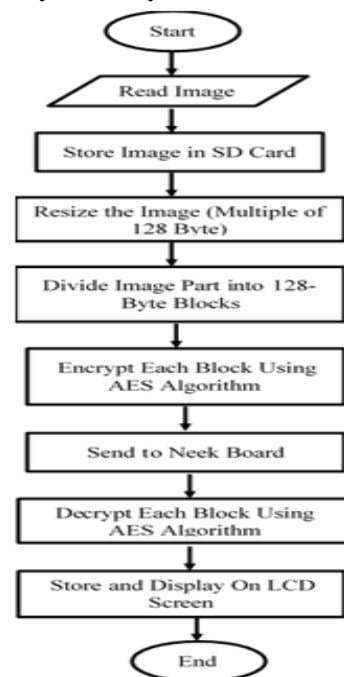 Start
Read Image
Store Image in SD Card
Resize the Image (Multiple of
128 Byte)
Divide Image Part into 128-
Byte Blocks
Encrypt Each Block Using
AES Algorithm
Send to Neek Board
Decrypt Each Block Using
AES Algorithm
Store and Display On LCD
Screen
End